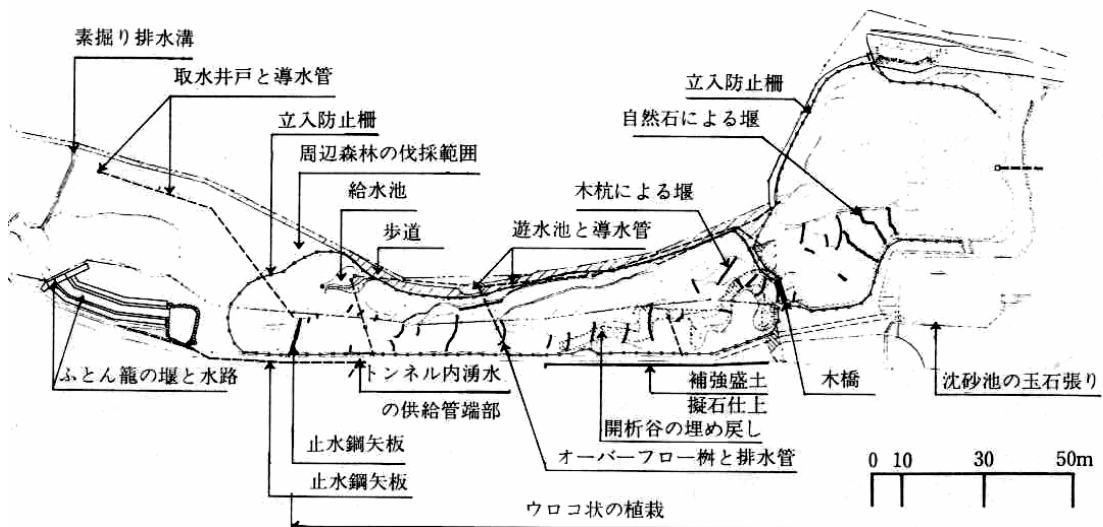 素掘り排水溝
取水井戸と導水管
立入防止柵
周辺森林の伐採範囲
給水池
歩道
遊水池と導水管
木杭による堰
立入防止柵
自然石による堰
ふとん籠の堰と水路
トンネル内湧水
の供給管端部
補強盛土
擬石仕上
開析谷の埋め戻し
木橋
沈砂池の玉石張り
オーバーフロー桝と排水管
止水鋼矢板
止水鋼矢板
ウロコ状の植栽
0 10 30 50m